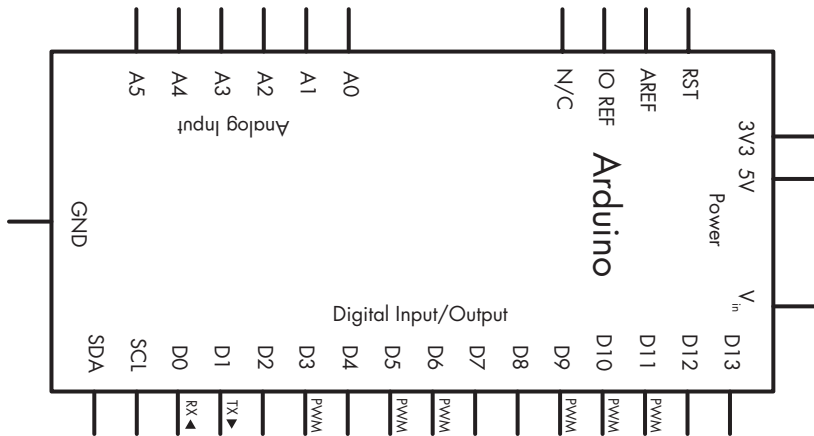 A5 A4 A3 A2 A1 A0 N/C IO REF AREF RST
Analog Input
3V3
5V
Power
Arduino
GND
Vin
Digital Input/Output
SDA SCL D0 D1 D2 D3 D4 D5 D6 D7 D8 D9 D10 D11 D12 D13
RX ◀ TX ▶ PWM PWM PWM PWM PWM PWM